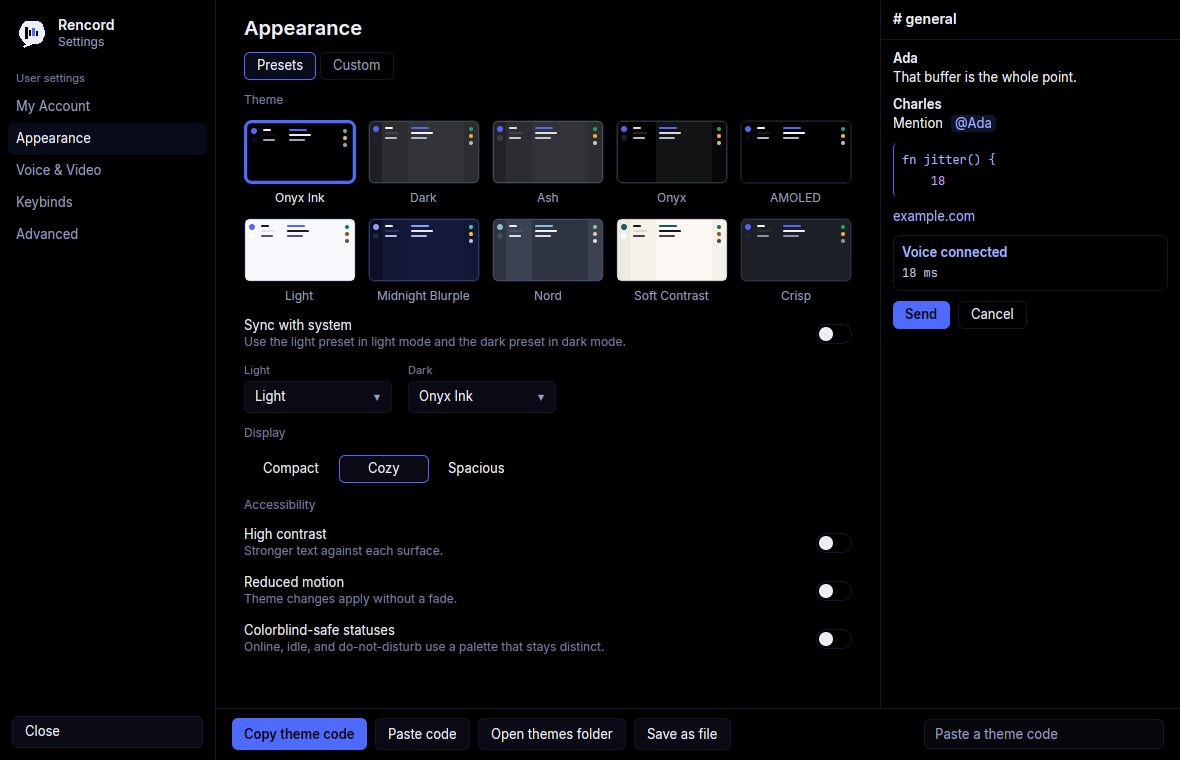 Rencord
Settings
User settings
My Account
Appearance
Voice & Video
Keybinds
Advanced
Close
Appearance
Presets
Custom
Theme
Onyx Ink
Dark
Ash
Onyx
AMOLED
Light
Midnight Blurple
Nord
Soft Contrast
Crisp
Sync with system
Use the light preset in light mode and the dark preset in dark mode.
Light
Dark
Light
Onyx Ink
Display
Compact
Cozy
Spacious
Accessibility
High contrast
Stronger text against each surface.
Reduced motion
Theme changes apply without a fade.
Colorblind-safe statuses
Online, idle, and do-not-disturb use a palette that stays distinct.
Copy theme code
Paste code
Open themes folder
Save as file
Paste a theme code
# general
Ada
That buffer is the whole point.
Charles
Mention @Ada
fn jitter() {
18
example.com
Voice connected
18 ms
Send
Cancel